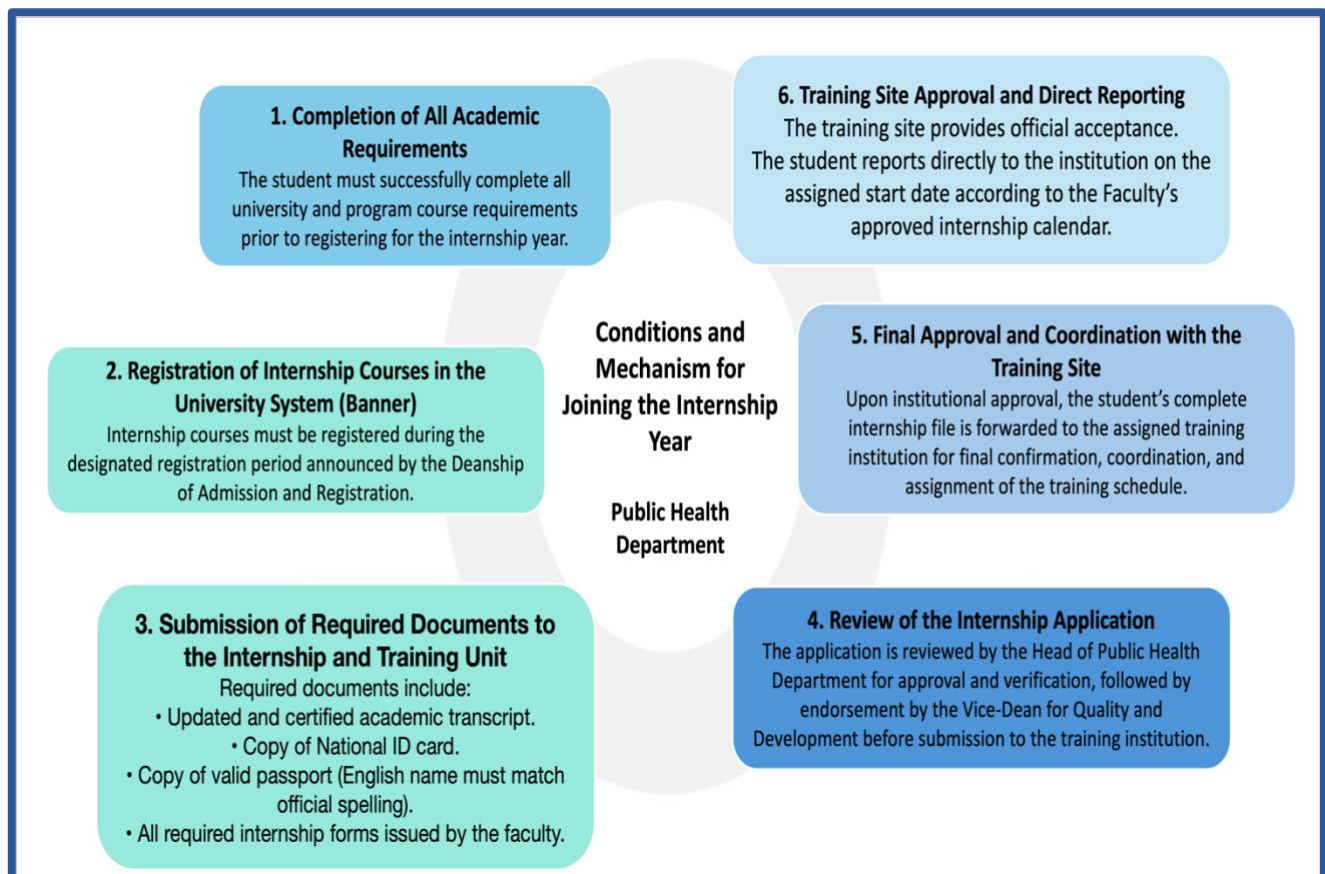 1. Completion of All Academic
Requirements
The student must successfully complete all
university and program course requirements
prior to registering for the internship year.
2. Registration of Internship Courses in the
University System (Banner)
Internship courses must be registered during the
designated registration period announced by the Deanship
of Admission and Registration.
3. Submission of Required Documents to
the Internship and Training Unit
Required documents include:
• Updated and certified academic transcript.
• Copy of National ID card.
• Copy of valid passport (English name must match
official spelling).
• All required internship forms issued by the faculty.
Conditions and
Mechanism for
Joining the Internship
Year
Public Health
Department
4. Review of the Internship Application
The application is reviewed by the Head of Public Health
Department for approval and verification, followed by
endorsement by the Vice-Dean for Quality and
Development before submission to the training institution.
5. Final Approval and Coordination with the
Training Site
Upon institutional approval, the student’s complete
internship file is forwarded to the assigned training
institution for final confirmation, coordination, and
assignment of the training schedule.
6. Training Site Approval and Direct Reporting
The training site provides official acceptance.
The student reports directly to the institution on the
assigned start date according to the Faculty’s
approved internship calendar.